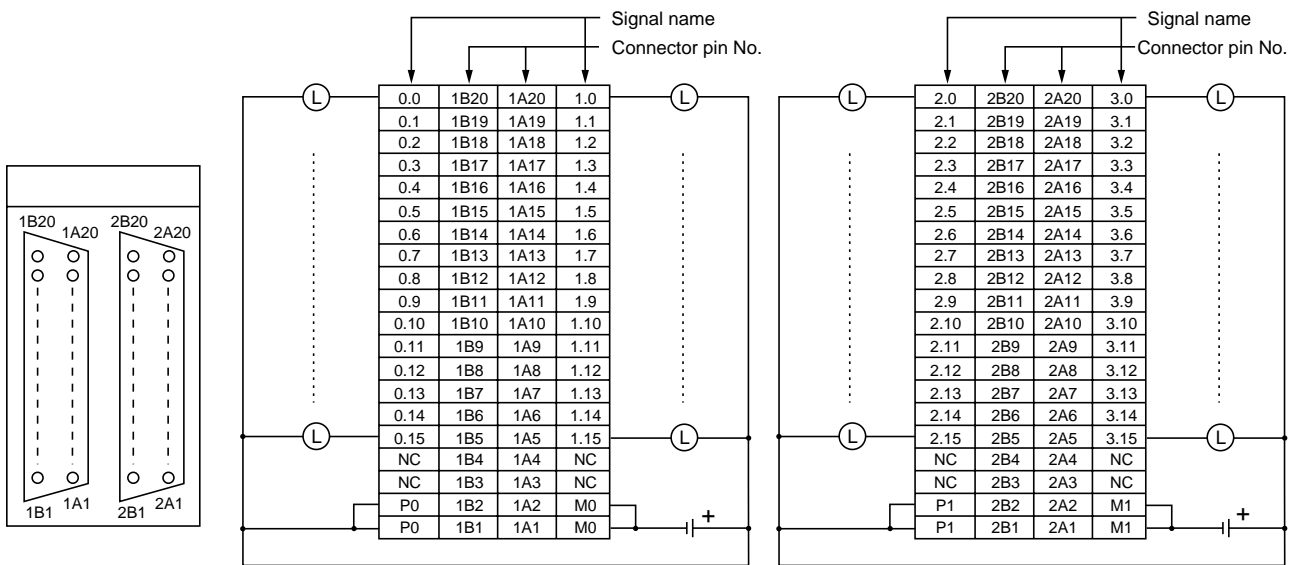 Signal name
Connector pin No.
L 0.0 1B20 1A20 1.0 L
0.1 1B19 1A19 1.1
0.2 1B18 1A18 1.2
0.3 1B17 1A17 1.3
0.4 1B16 1A16 1.4
0.5 1B15 1A15 1.5
0.6 1B14 1A14 1.6
0.7 1B13 1A13 1.7
0.8 1B12 1A12 1.8
0.9 1B11 1A11 1.9
0.10 1B10 1A10 1.10
0.11 1B9 1A9 1.11
0.12 1B8 1A8 1.12
0.13 1B7 1A7 1.13
0.14 1B6 1A6 1.14
L 0.15 1B5 1A5 1.15 L
NC 1B4 1A4 NC
NC 1B3 1A3 NC
P0 1B2 1A2 M0
P0 1B1 1A1 M0 +
Signal name
Connector pin No.
L 2.0 2B20 2A20 3.0 L
2.1 2B19 2A19 3.1
2.2 2B18 2A18 3.2
2.3 2B17 2A17 3.3
2.4 2B16 2A16 3.4
2.5 2B15 2A15 3.5
2.6 2B14 2A14 3.6
2.7 2B13 2A13 3.7
2.8 2B12 2A12 3.8
2.9 2B11 2A11 3.9
2.10 2B10 2A10 3.10
2.11 2B9 2A9 3.11
2.12 2B8 2A8 3.12
2.13 2B7 2A7 3.13
2.14 2B6 2A6 3.14
L 2.15 2B5 2A5 3.15 L
NC 2B4 2A4 NC
NC 2B3 2A3 NC
P1 2B2 2A2 M1
P1 2B1 2A1 M1 +
1B20 1A20 2B20 2A20
1B1 1A1 2B1 2A1